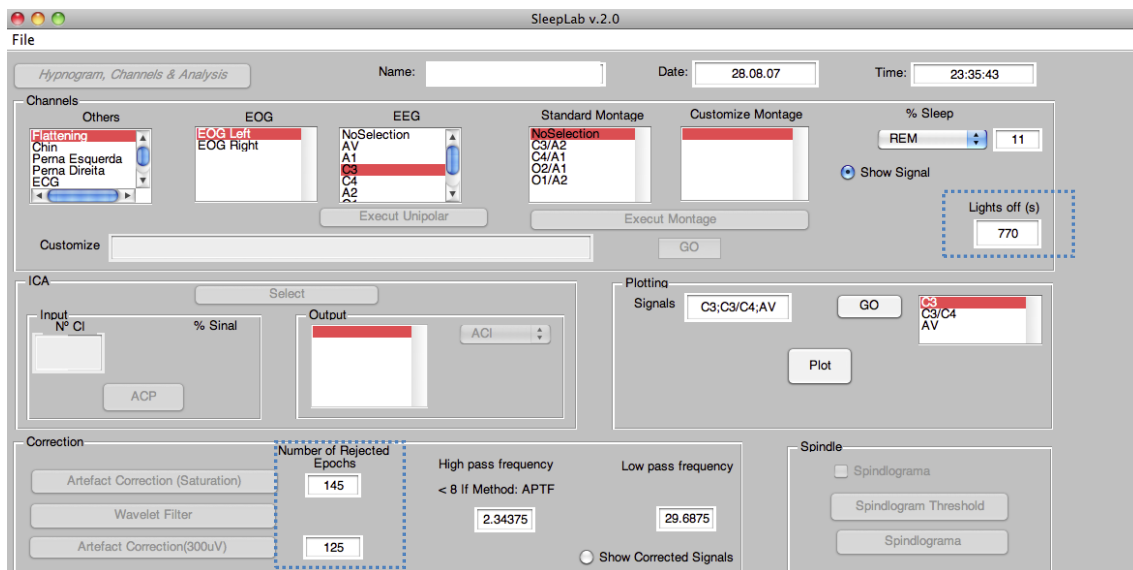 SleepLab v.2.0
File
Hypnogram, Channels & Analysis
Name:
Date:
28.08.07
Time:
23:35:43
Channels
Others
EOG
EEG
Standard Montage
Customize Montage
% Sleep
Flattening
Chin
Perna Esquerda
Perna Direita
ECG
EOG Left
EOG Right
NoSelection
AV
A1
C3
C4
A2
NoSelection
C3/A2
C4/A1
O2/A1
O1/A2
REM
11
Show Signal
Execut Unipolar
Execut Montage
Lights off (s)
770
Customize
GO
ICA
Select
Input
Nº CI
% Sinal
ACP
Output
ACI
Plotting
Signals
C3;C3/C4;AV
GO
C3
C3/C4
AV
Plot
Correction
Artefact Correction (Saturation)
Wavelet Filter
Artefact Correction(300uV)
Number of Rejected
Epochs
145
125
High pass frequency
< 8 If Method: APTF
2.34375
Low pass frequency
29.6875
Show Corrected Signals
Spindle
Spindlograma
Spindlogram Threshold
Spindlograma